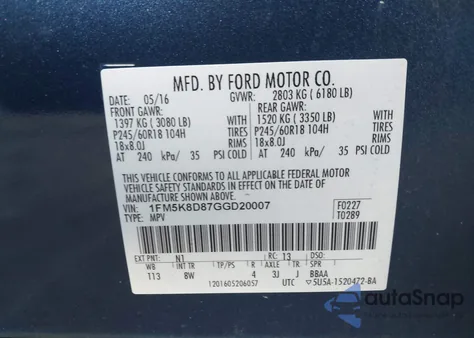 MFD. BY FORD MOTOR CO.
DATE: 05/16 GVWR: 2803 KG ( 6180 LB)
FRONT GAWR: REAR GAWR:
1397 KG ( 3080 LB) 1520 KG ( 3350 LB)
P245/60R18 104H TIRES P245/60R18 104H TIRES
18x8.0J RIMS 18x8.0J RIMS
AT 240 kPa/ 35 PSI COLD AT 240 kPa/ 35 PSI COLD
THIS VEHICLE CONFORMS TO ALL APPLICABLE FEDERAL MOTOR
VEHICLE SAFETY STANDARDS IN EFFECT ON THE DATE OF
MANUFACTURE SHOWN ABOVE.
VIN: 1FM5K8D87GGD20007 F0227
TYPE: MPV T0289
EXT PNT: N1 RC: 13 DSO:
WB INT TR TP/PS R AXLE TR SPR
113 8W 4 3J J BBAA
1201605206057 UTC ▽5U5A-1520472-BA
autoSnap